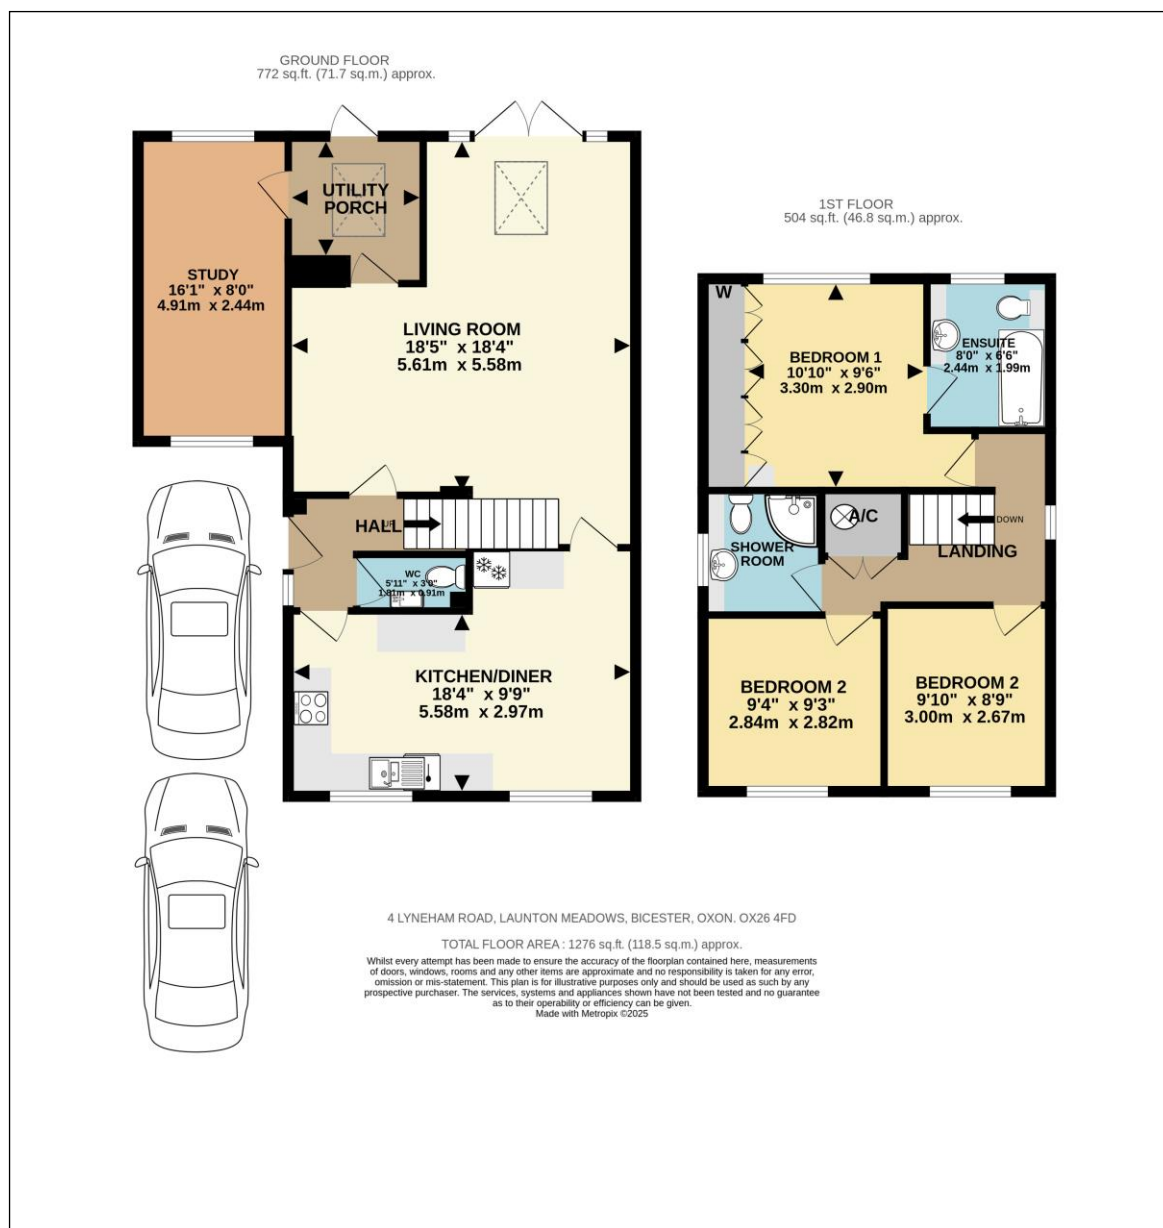 GROUND FLOOR
772 sq.ft. (71.7 sq.m.) approx.
UTILITY
PORCH
STUDY
16'1" x 8'0"
4.91m x 2.44m
LIVING ROOM
18'5" x 18'4"
5.61m x 5.58m
HALL
UP
WC
5'11" x 3'0"
1.81m x 0.91m
KITCHEN/DINER
18'4" x 9'9"
5.58m x 2.97m
1ST FLOOR
504 sq.ft. (46.8 sq.m.) approx.
W
BEDROOM 1
10'10" x 9'6"
3.30m x 2.90m
ENSUITE
8'0" x 6'6"
2.44m x 1.99m
A/C
SHOWER
ROOM
DOWN
LANDING
BEDROOM 2
9'4" x 9'3"
2.84m x 2.82m
BEDROOM 2
9'10" x 8'9"
3.00m x 2.67m
4 LYNEHAM ROAD, LAUNTON MEADOWS, BICESTER, OXON. OX26 4FD
TOTAL FLOOR AREA : 1276 sq.ft. (118.5 sq.m.) approx.
Whilst every attempt has been made to ensure the accuracy of the floorplan contained here, measurements
of doors, windows, rooms and any other items are approximate and no responsibility is taken for any error,
omission or mis-statement. This plan is for illustrative purposes only and should be used as such by any
prospective purchaser. The services, systems and appliances shown have not been tested and no guarantee
as to their operability or efficiency can be given.
Made with Metropix ©2025